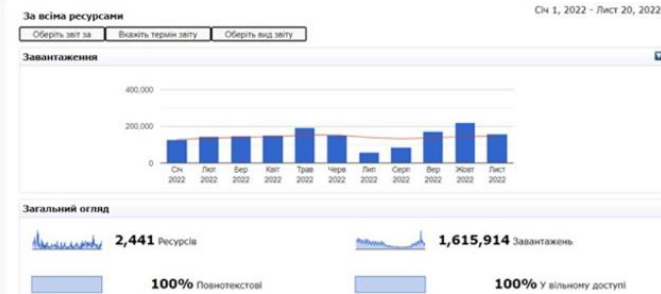 Січ 1, 2022 - Лист 20, 2022
За всіма ресурсами
Оберіть звіт за Вкажіть термін звіту Оберіть вид звіту
Завантаження
400,000
200,000
0
Січ 2022 Лют 2022 Бер 2022 Квіт 2022 Трав 2022 Черв 2022 Лип 2022 Серп 2022 Вер 2022 Жовт 2022 Лист 2022
Загальний огляд
2,441 Ресурсів 1,615,914 Завантажень
100% Повнотекстові 100% У вільному доступі